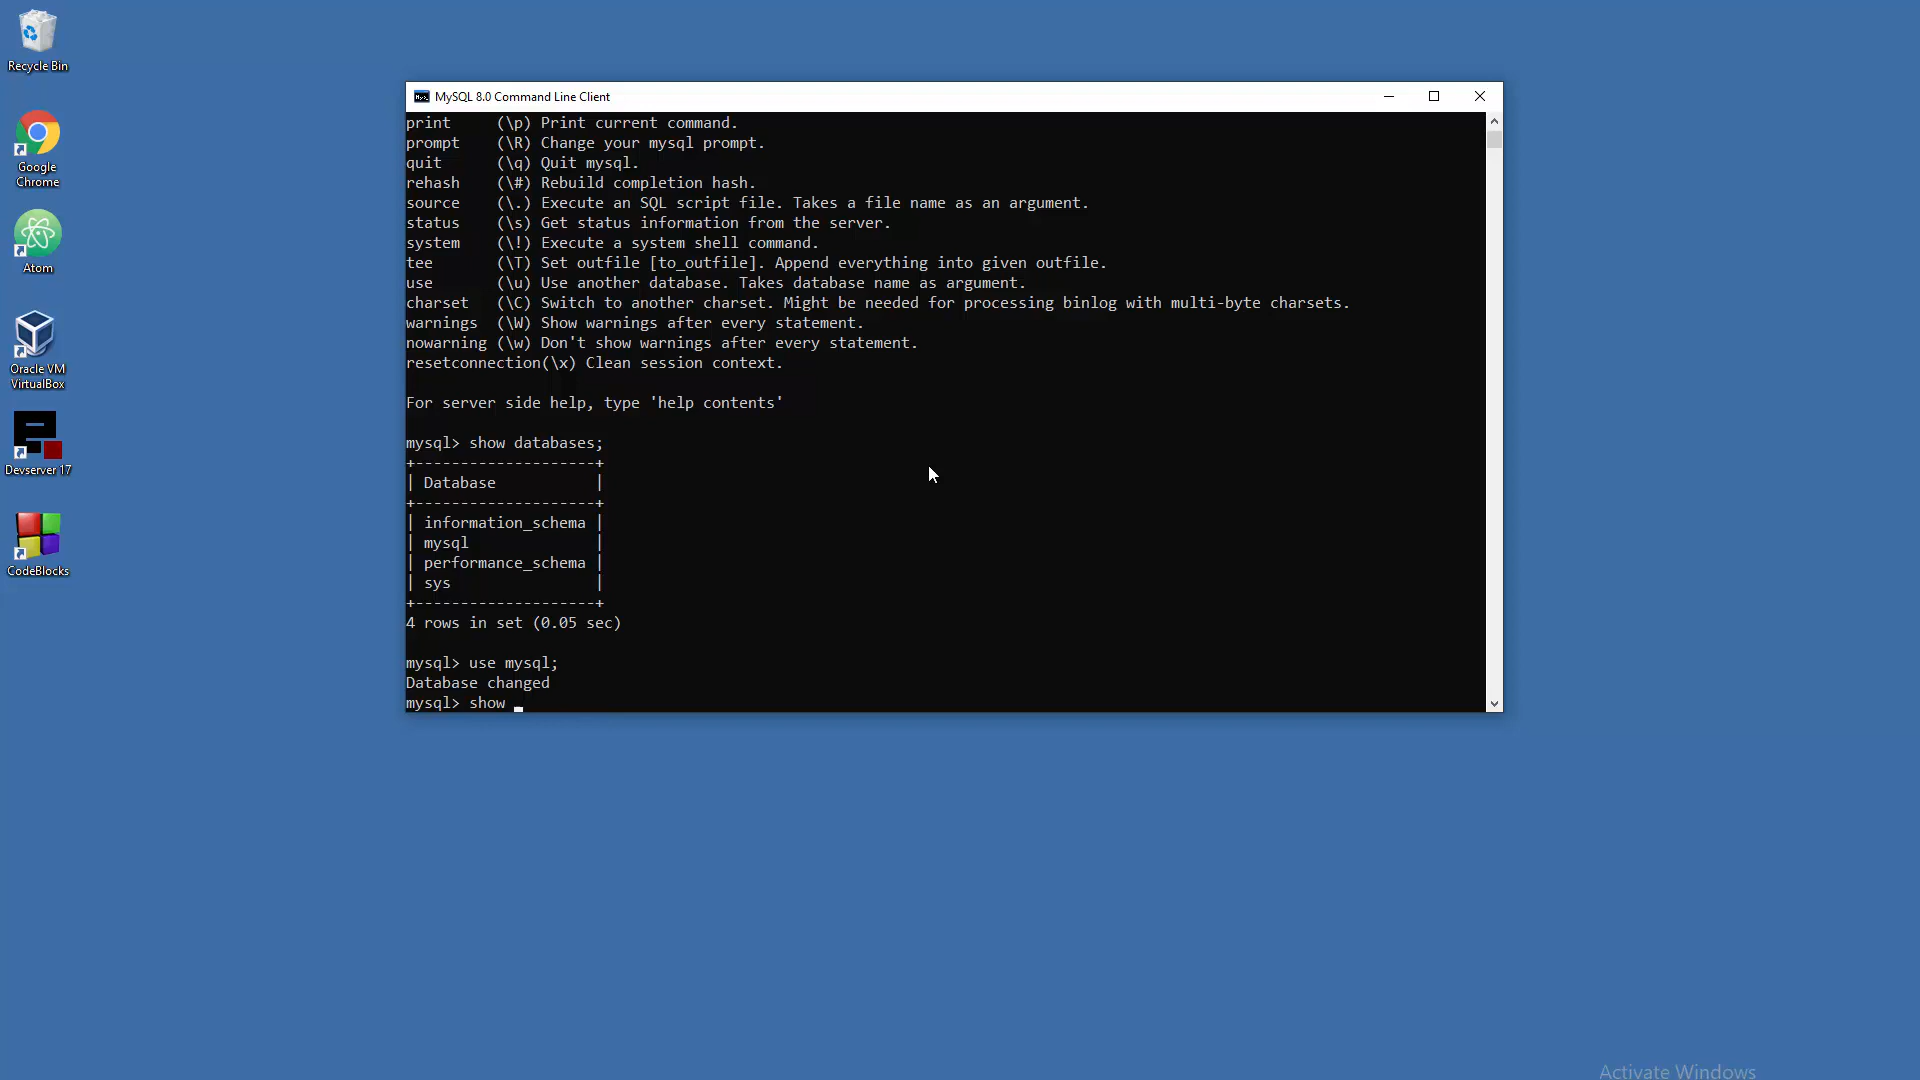 Recycle Bin
Google
Chrome
Atom
Oracle VM
VirtualBox
Devserver 17
CodeBlocks
MySQL 8.0 Command Line Client
print     (\p) Print current command.
prompt    (\R) Change your mysql prompt.
quit      (\q) Quit mysql.
rehash    (\#) Rebuild completion hash.
source    (\.) Execute an SQL script file. Takes a file name as an argument.
status    (\s) Get status information from the server.
system    (\!) Execute a system shell command.
tee       (\T) Set outfile [to_outfile]. Append everything into given outfile.
use       (\u) Use another database. Takes database name as argument.
charset   (\C) Switch to another charset. Might be needed for processing binlog with multi-byte charsets.
warnings  (\W) Show warnings after every statement.
nowarning (\w) Don't show warnings after every statement.
resetconnection(\x) Clean session context.
For server side help, type 'help contents'
mysql> show databases;
+--------------------+
| Database           |
+--------------------+
| information_schema |
| mysql              |
| performance_schema |
| sys                |
+--------------------+
4 rows in set (0.05 sec)
mysql> use mysql;
Database changed
mysql> show _
Activate Windows